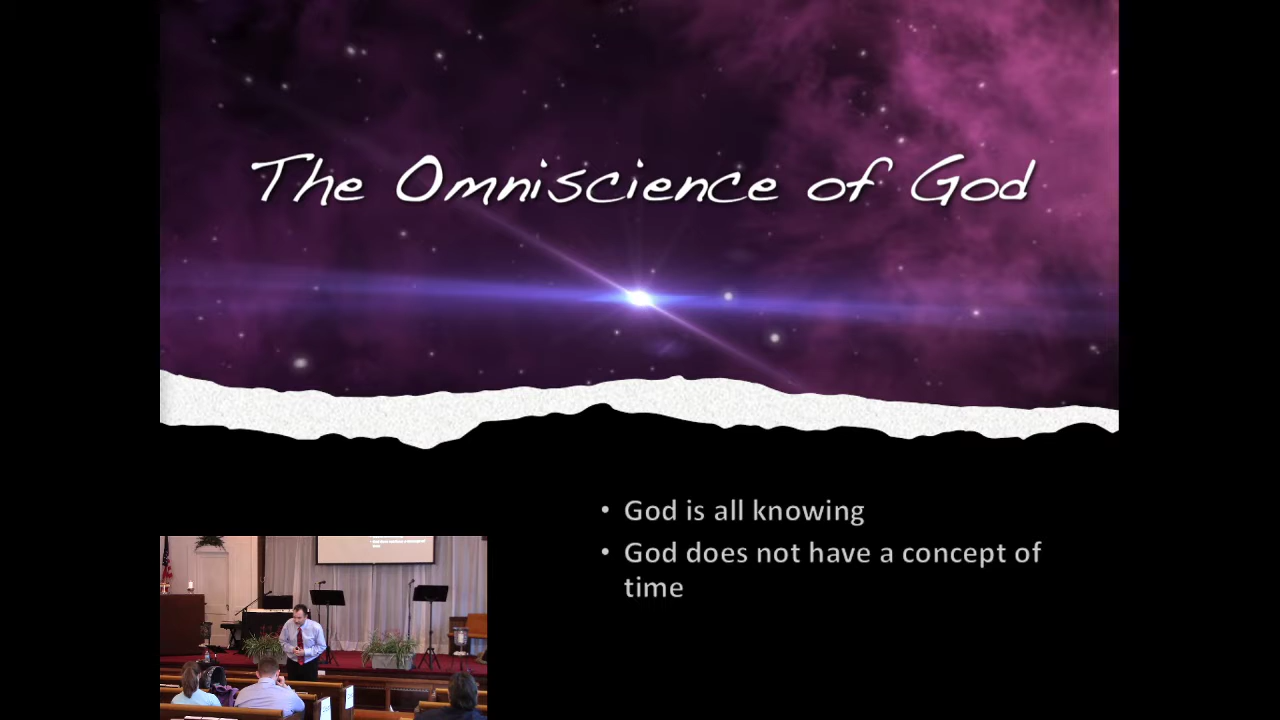 The Omniscience of God
• God is all knowing
• God does not have a concept of
time